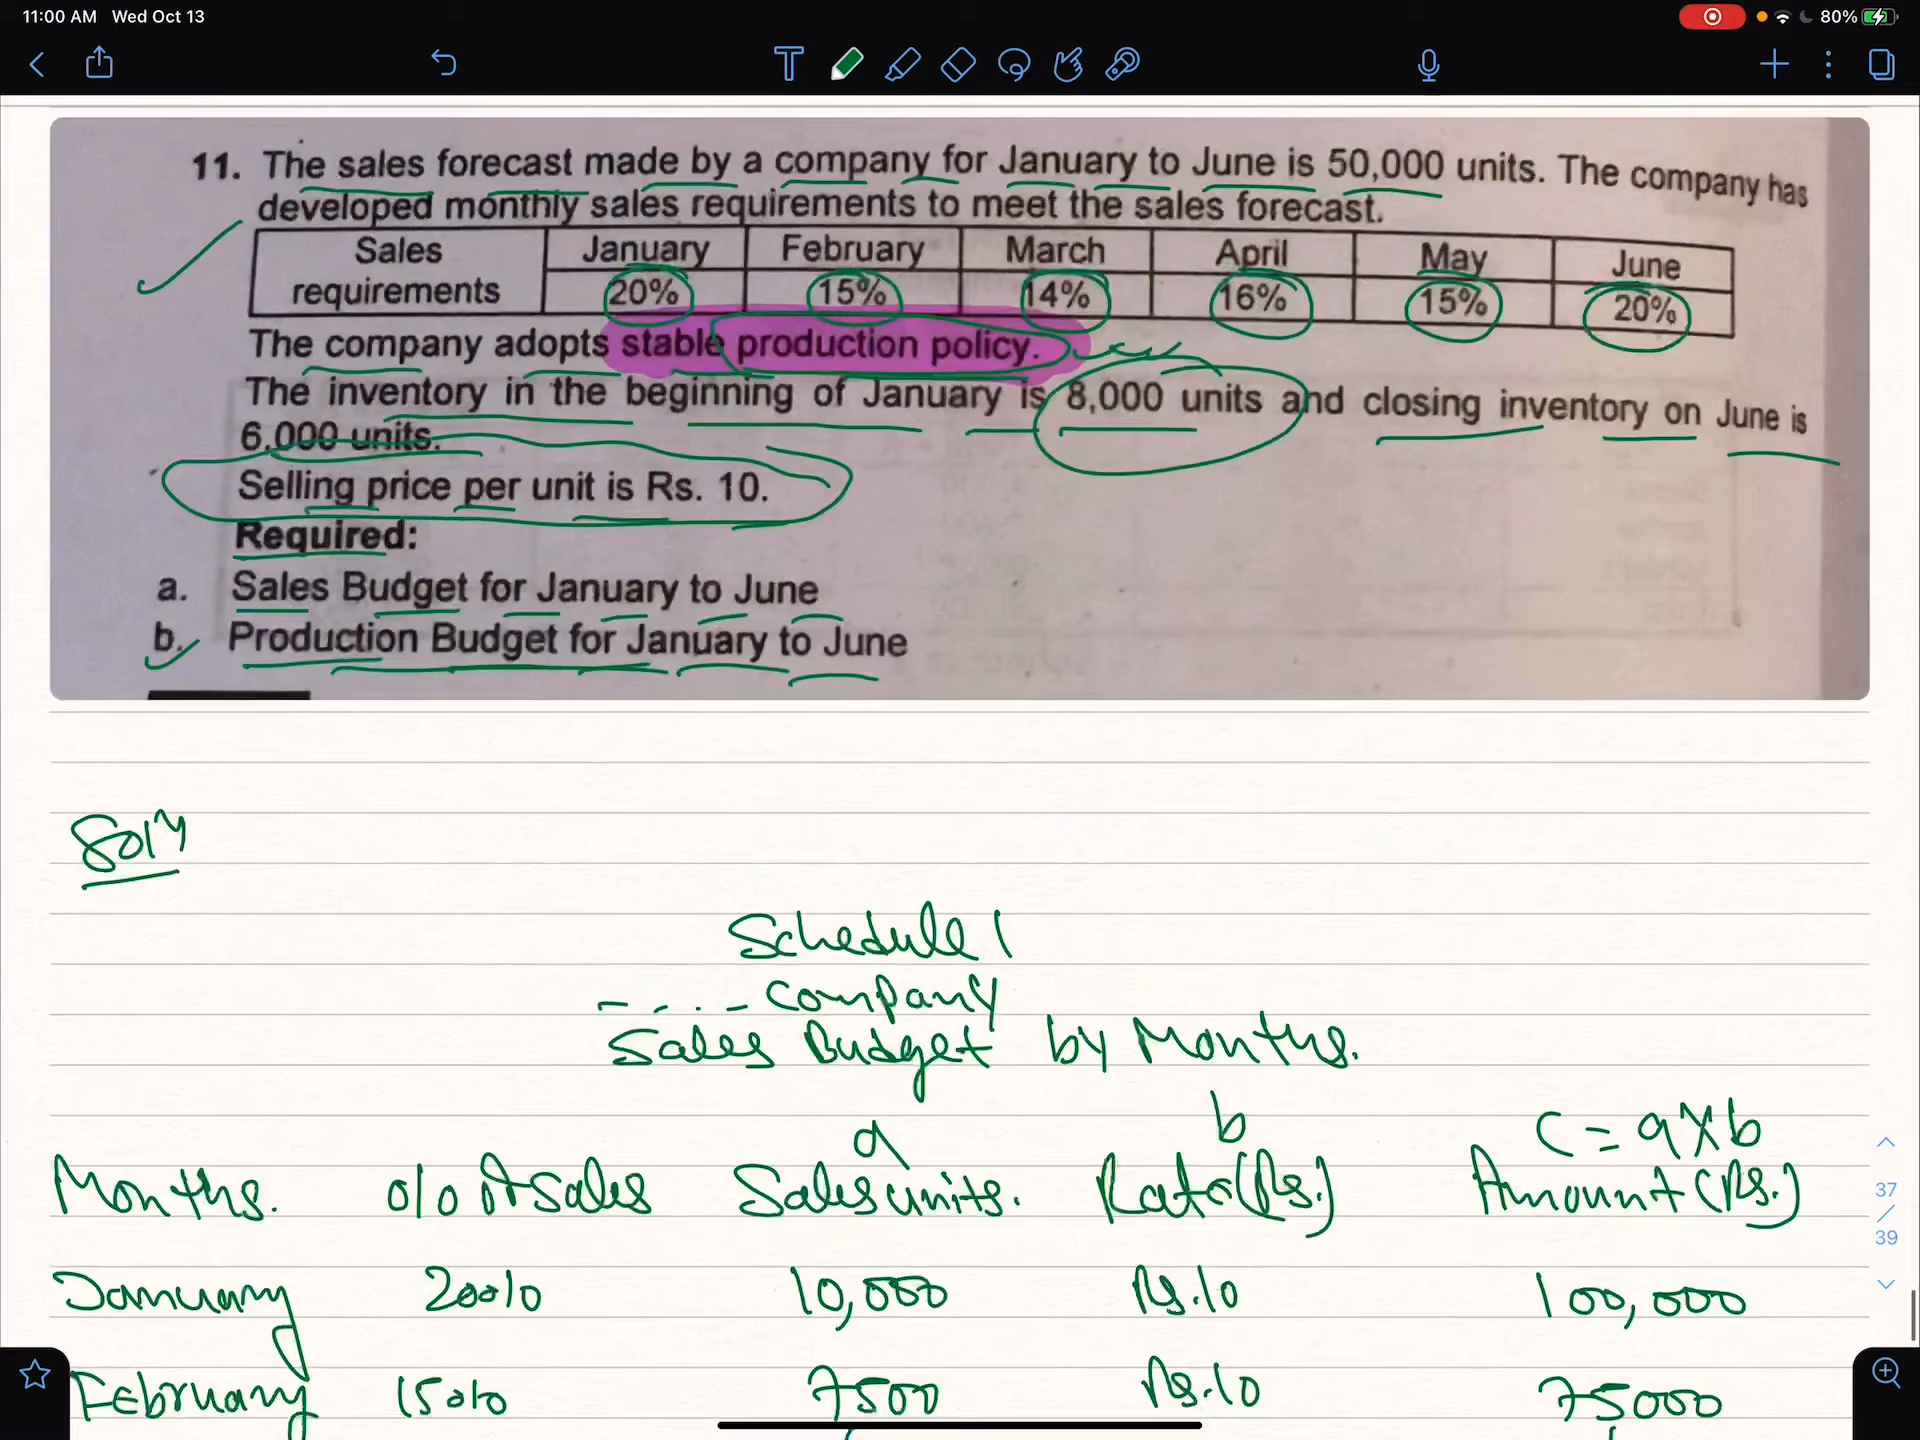 11:00 AM Wed Oct 13
80%
11. The sales forecast made by a company for January to June is 50,000 units. The company has
developed monthly sales requirements to meet the sales forecast.
Sales requirements January February March April May June
20% 15% 14% 16% 15% 20%
The company adopts stable production policy.
The inventory in the beginning of January is 8,000 units and closing inventory on June is
6,000 units.
Selling price per unit is Rs. 10.
Required:
a. Sales Budget for January to June
b. Production Budget for January to June
Soln
Schedule 1
- . . . - company
Sales Budget by Months.
a b c = a×b
Months. o/o of sales Sales units. Rate(Rs.) Amount (Rs.)
37
/
39
January 20o/o 10,000 Rs.10 100,000
February 15o/o 7500 Rs.10 75000